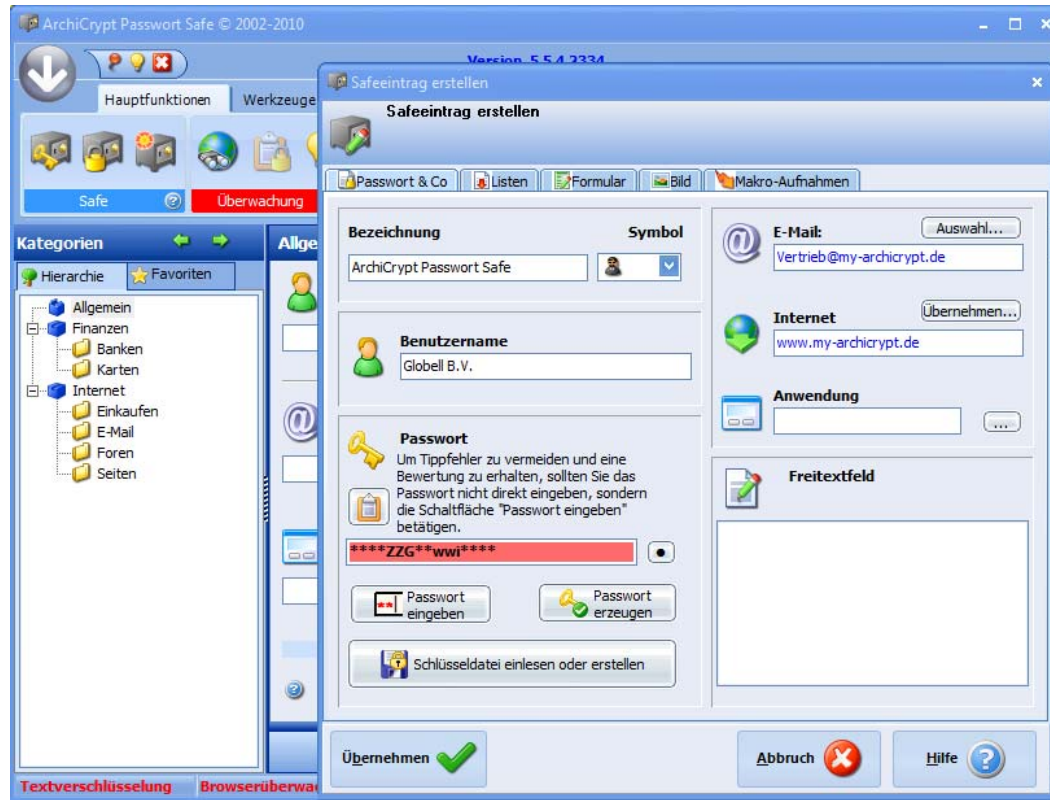 ArchiCrypt Passwort Safe © 2002-2010
Version 5.5.4.2334
Hauptfunktionen
Werkzeuge
Safe
Überwachung
Kategorien
Allge
Hierarchie
Favoriten
Allgemein
Finanzen
Banken
Karten
Internet
Einkaufen
E-Mail
Foren
Seiten
Textverschlüsselung
Browserüberwa
Safeeintrag erstellen
Safeeintrag erstellen
Passwort & Co
Listen
Formular
Bild
Makro-Aufnahmen
Bezeichnung
Symbol
ArchiCrypt Passwort Safe
Benutzername
Globell B.V.
Passwort
Um Tippfehler zu vermeiden und eine
Bewertung zu erhalten, sollten Sie das
Passwort nicht direkt eingeben, sondern
die Schaltfläche "Passwort eingeben"
betätigen.
****ZZG**wwi****
Passwort
eingeben
Passwort
erzeugen
Schlüsseldatei einlesen oder erstellen
E-Mail:
Auswahl...
Vertrieb@my-archicrypt.de
Internet
Übernehmen...
www.my-archicrypt.de
Anwendung
...
Freitextfeld
Übernehmen
Abbruch
Hilfe